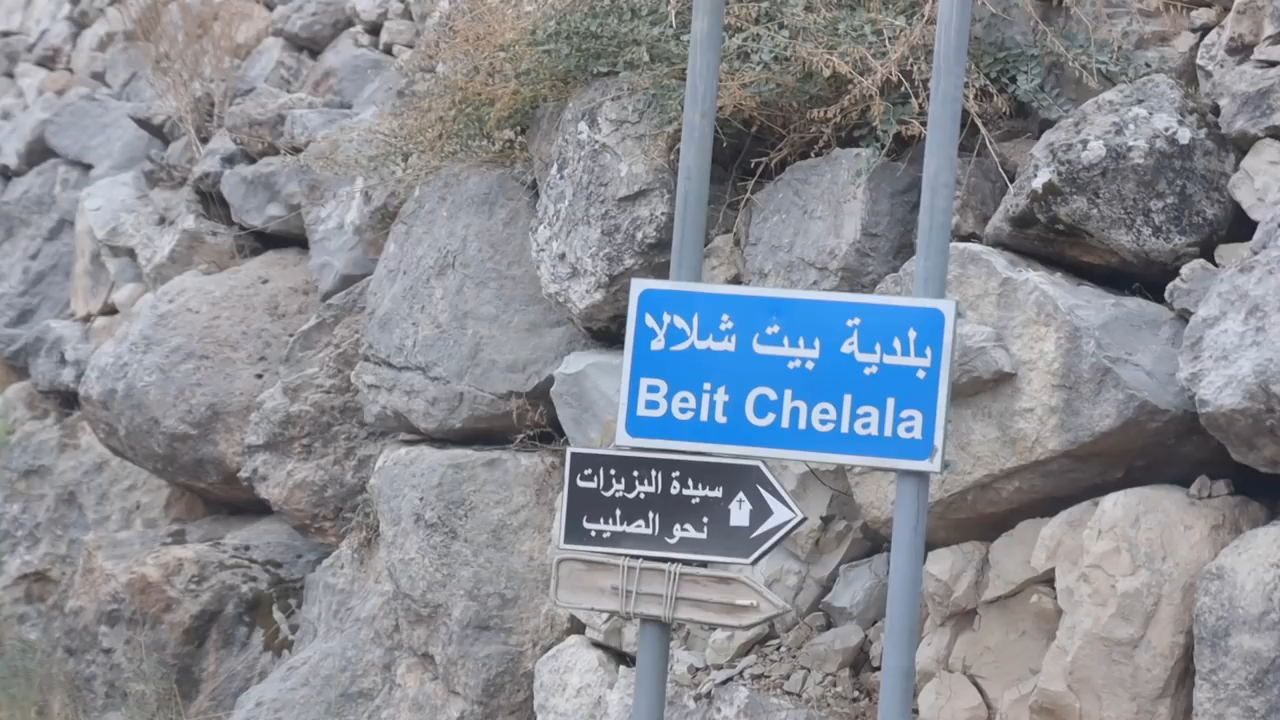 بلدية بيت شلالا
Beit Chelala
سيدة البزيزات
نحو الصليب